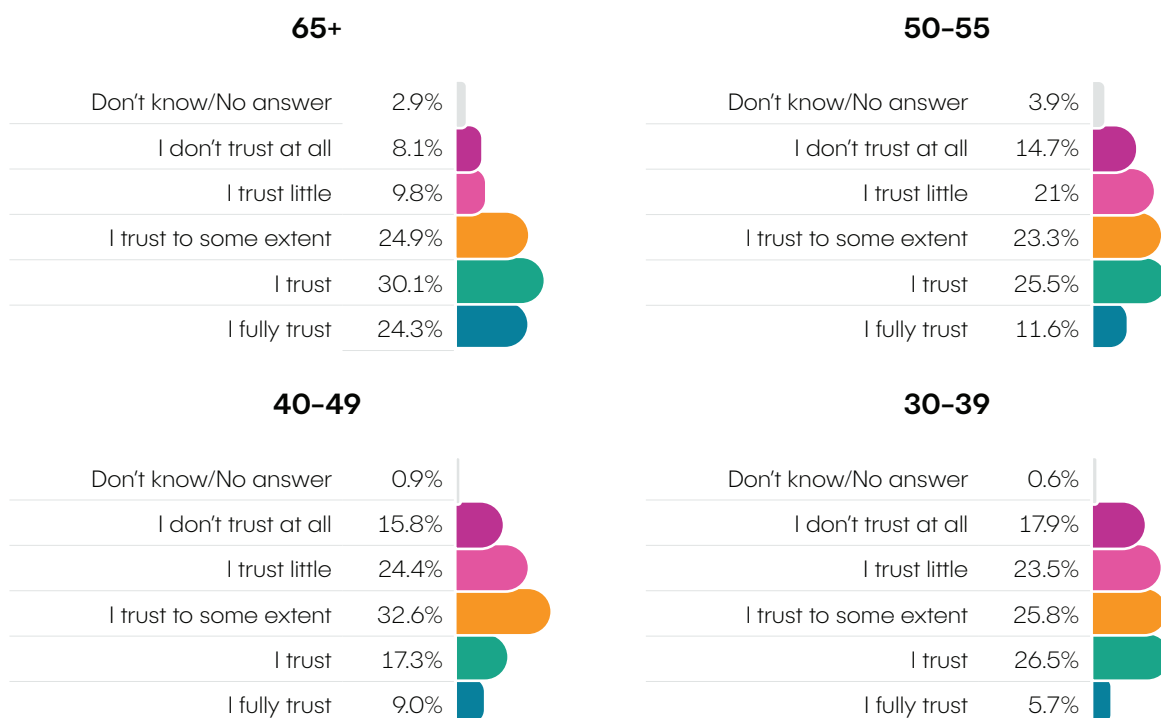 65+
Don't know/No answer 2.9%
I don't trust at all 8.1%
I trust little 9.8%
I trust to some extent 24.9%
I trust 30.1%
I fully trust 24.3%
50-55
Don't know/No answer 3.9%
I don't trust at all 14.7%
I trust little 21%
I trust to some extent 23.3%
I trust 25.5%
I fully trust 11.6%
40-49
Don't know/No answer 0.9%
I don't trust at all 15.8%
I trust little 24.4%
I trust to some extent 32.6%
I trust 17.3%
I fully trust 9.0%
30-39
Don't know/No answer 0.6%
I don't trust at all 17.9%
I trust little 23.5%
I trust to some extent 25.8%
I trust 26.5%
I fully trust 5.7%